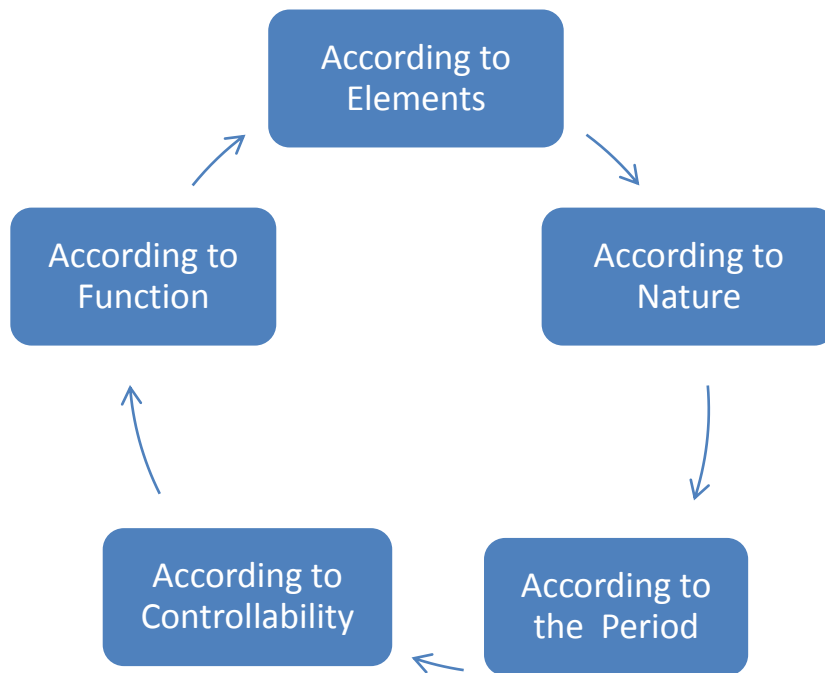 According to
Elements
According to
Nature
According to
the  Period
According to
Controllability
According to
Function